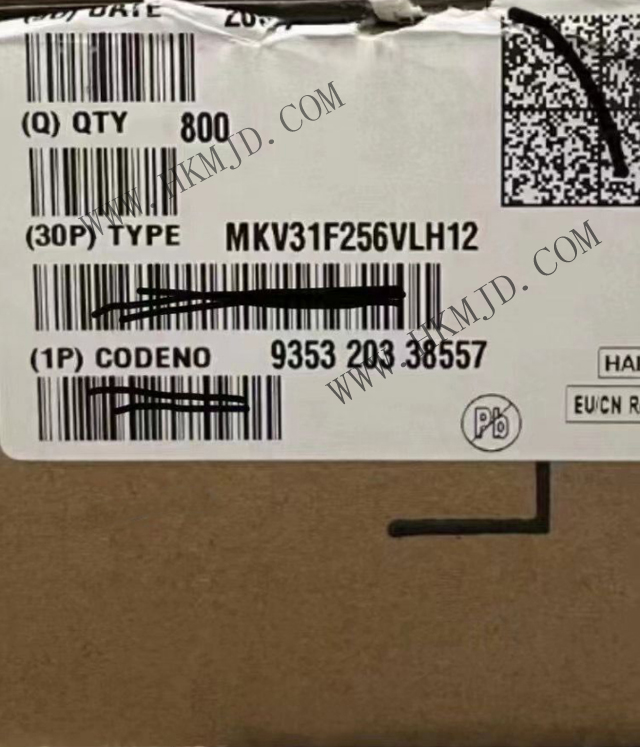 DATE
(Q) QTY 800
(30P) TYPE MKV31F256VLH12
(1P) CODENO 9353 203 38557
Pb
EU/CN
WWW.HKMJD.COM
WWW.HKMJD.COM